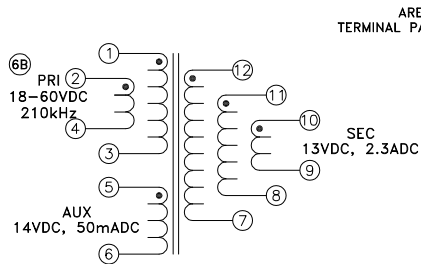 ARE
TERMINAL PA
6B
1
PRI 2
18-60VDC
210kHz
4
3
5
AUX
14VDC, 50mADC
6
12
11
10
SEC
13VDC, 2.3ADC
9
8
7